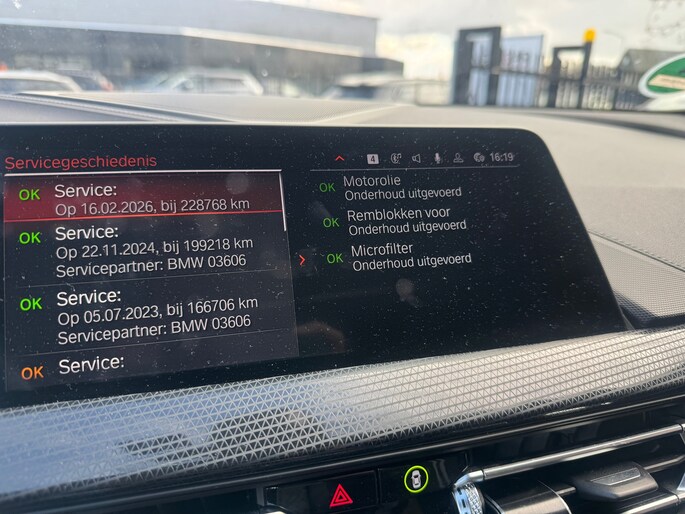 Servicegeschiedenis
4
16:19
OK Service:
Op 16.02.2026, bij 228768 km
OK Service:
Op 22.11.2024, bij 199218 km
Servicepartner: BMW 03606
OK Service:
Op 05.07.2023, bij 166706 km
Servicepartner: BMW 03606
OK Service:
OK Motorolie
Onderhoud uitgevoerd
OK Remblokken voor
Onderhoud uitgevoerd
OK Microfilter
Onderhoud uitgevoerd